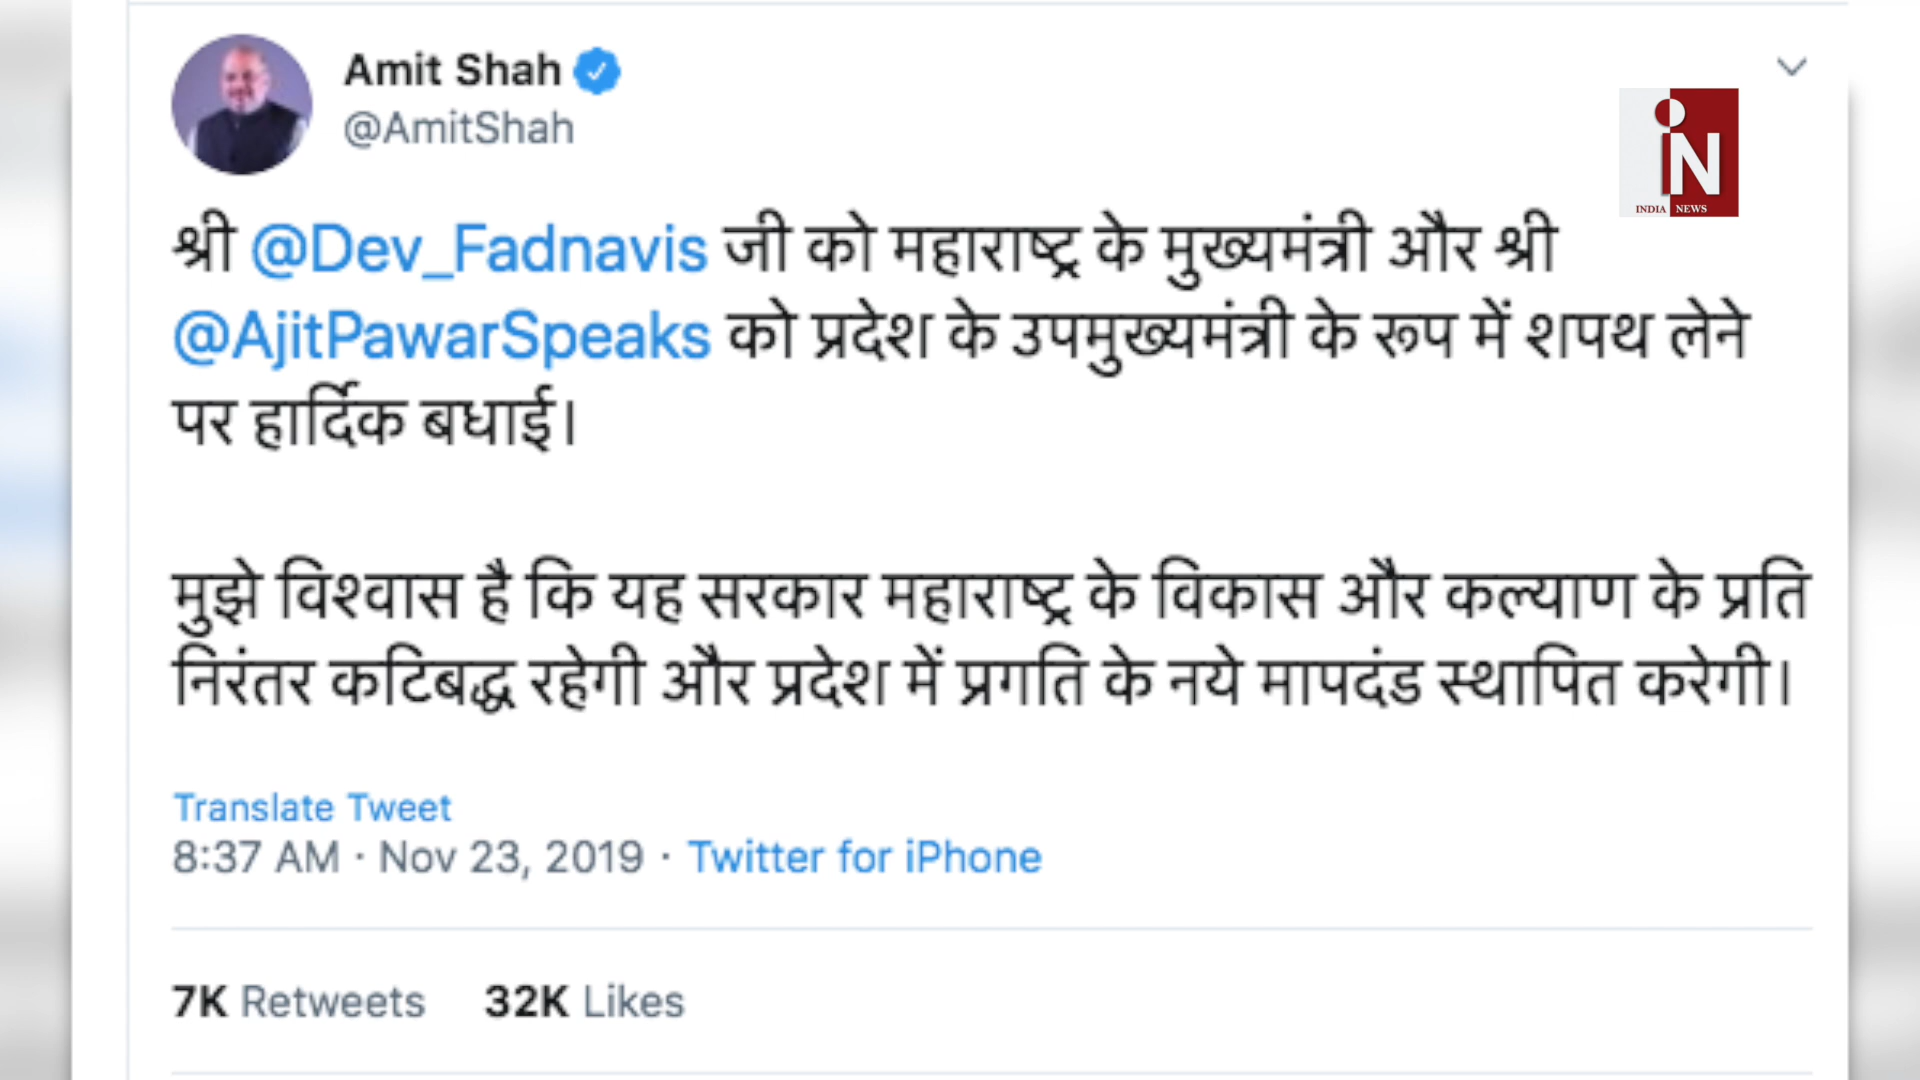 Amit Shah
@AmitShah
IN
INDIA NEWS
श्री @Dev_Fadnavis जी को महाराष्ट्र के मुख्यमंत्री और श्री
@AjitPawarSpeaks को प्रदेश के उपमुख्यमंत्री के रूप में शपथ लेने
पर हार्दिक बधाई।
मुझे विश्वास है कि यह सरकार महाराष्ट्र के विकास और कल्याण के प्रति
निरंतर कटिबद्ध रहेगी और प्रदेश में प्रगति के नये मापदंड स्थापित करेगी।
Translate Tweet
8:37 AM · Nov 23, 2019 · Twitter for iPhone
7K Retweets 32K Likes